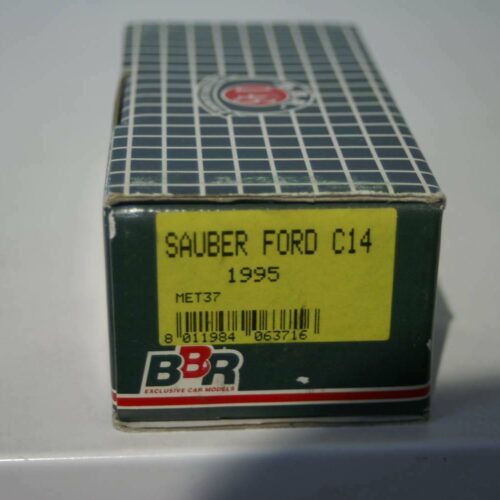 SAUBER FORD C14
1995
MET37
8 011984 063716
BBR
EXCLUSIVE CAR MODELS